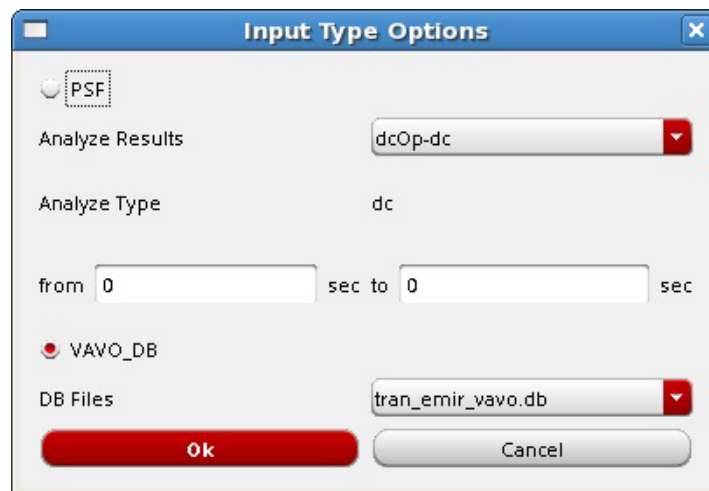 Input Type Options
PSF
Analyze Results dcOp-dc
Analyze Type dc
from 0 sec to 0 sec
VAVO_DB
DB Files tran_emir_vavo.db
Ok Cancel